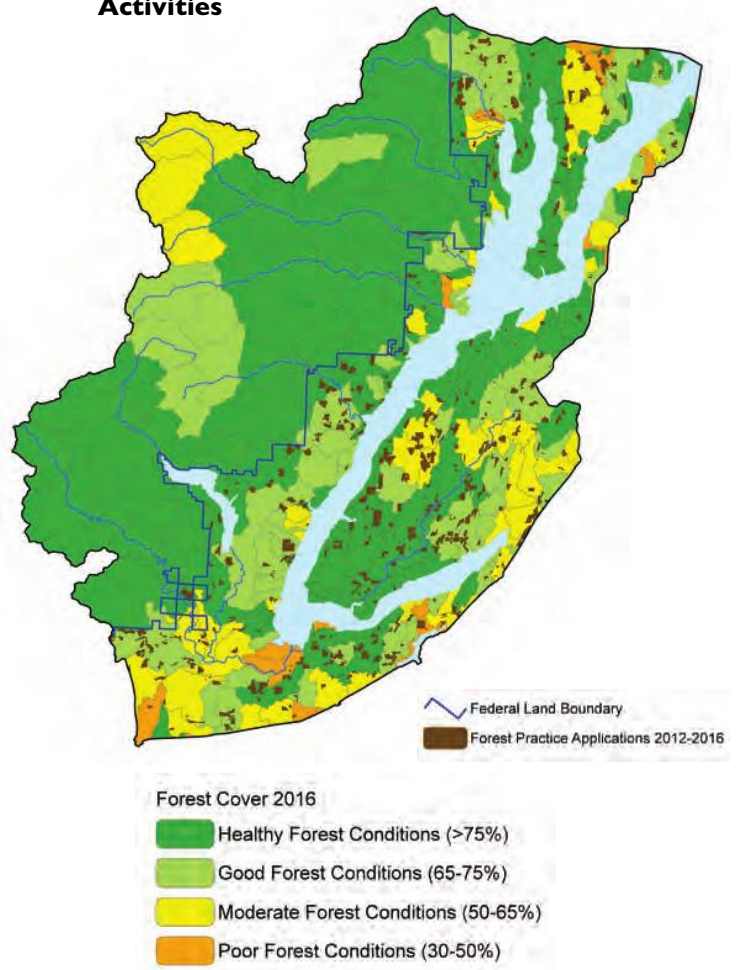 Activities
Federal Land Boundary
Forest Practice Applications 2012-2016
Forest Cover 2016
Healthy Forest Conditions (>75%)
Good Forest Conditions (65-75%)
Moderate Forest Conditions (50-65%)
Poor Forest Conditions (30-50%)